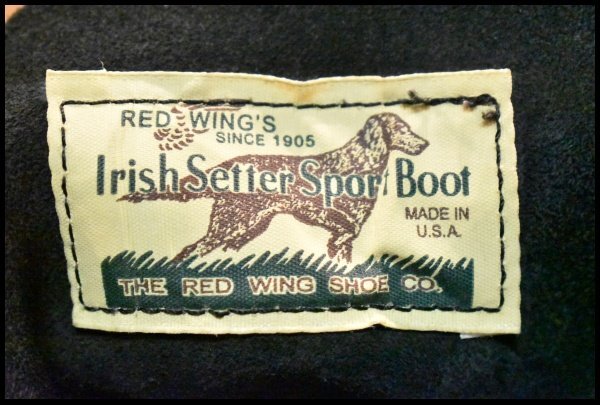 RED WING'S
SINCE 1905
Irish Setter Sport Boot
MADE IN
U.S.A.
THE RED WING SHOE CO.